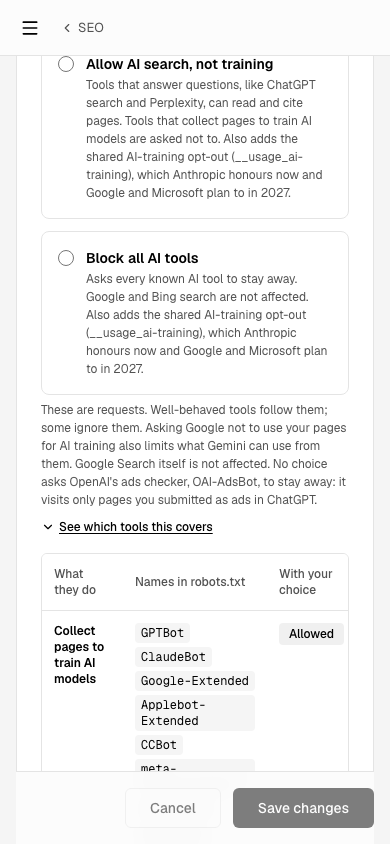 SEO
Allow AI search, not training
Tools that answer questions, like ChatGPT
search and Perplexity, can read and cite
pages. Tools that collect pages to train AI
models are asked not to. Also adds the
shared AI-training opt-out (__usage_ai-
training), which Anthropic honours now and
Google and Microsoft plan to in 2027.
Block all AI tools
Asks every known AI tool to stay away.
Google and Bing search are not affected.
Also adds the shared AI-training opt-out
(__usage_ai-training), which Anthropic
honours now and Google and Microsoft plan
to in 2027.
These are requests. Well-behaved tools follow them;
some ignore them. Asking Google not to use your pages
for AI training also limits what Gemini can use from
them. Google Search itself is not affected. No choice
asks OpenAI's ads checker, OAI-AdsBot, to stay away: it
visits only pages you submitted as ads in ChatGPT.
See which tools this covers
What
they do
Names in robots.txt
With your
choice
Collect
pages to
train AI
models
GPTBot
ClaudeBot
Google-Extended
Applebot-
Extended
CCBot
meta-
Allowed
Cancel
Save changes